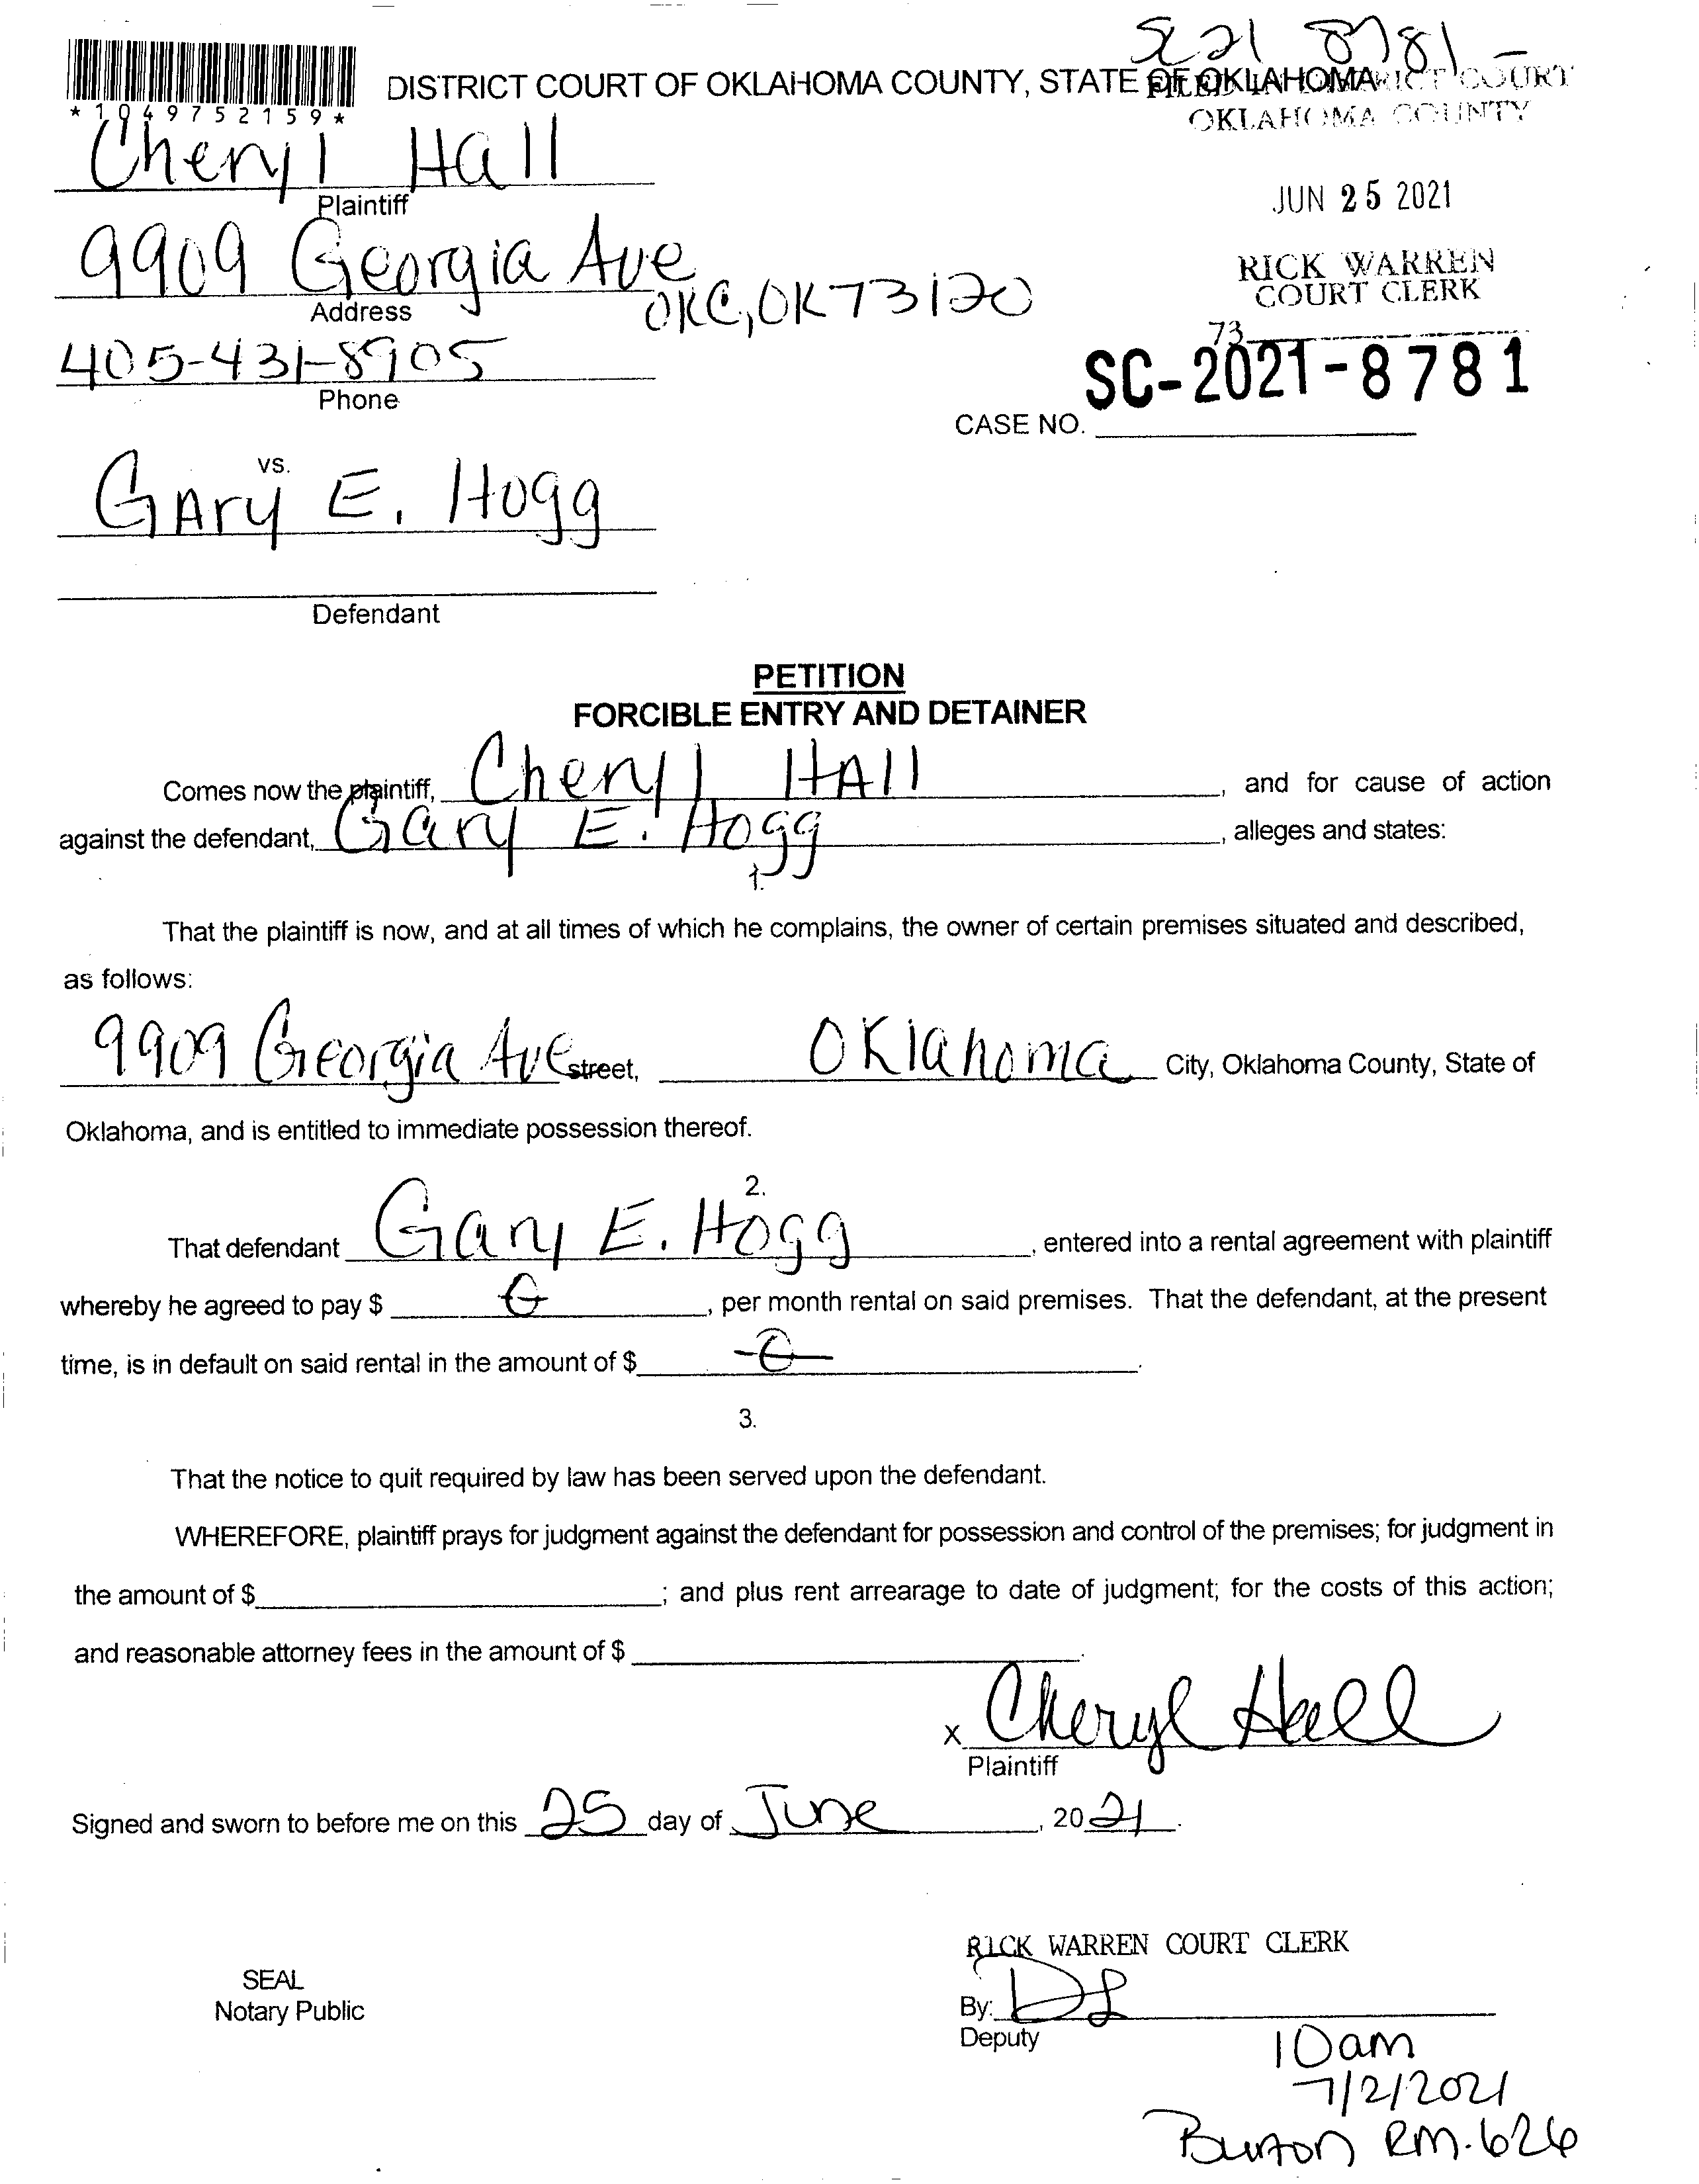 SC 21 8781 -
DISTRICT COURT OF OKLAHOMA COUNTY, STATE OF OKLAHOMA
FILED IN DISTRICT COURT
OKLAHOMA COUNTY
*1049752159*
Cheryl Hall
Plaintiff
JUN 25 2021
9909 Georgia Ave
OKC, OK 73120
Address
RICK WARREN
COURT CLERK
73
405-431-8905
Phone
SC-2021-8781
CASE NO.
vs.
GAry E. Hogg
Defendant
PETITION
FORCIBLE ENTRY AND DETAINER
Comes now the plaintiff, Cheryl HAll, and for cause of action
against the defendant, Gary E. Hogg, alleges and states:
1.
That the plaintiff is now, and at all times of which he complains, the owner of certain premises situated and described,
as follows:
9909 Georgia Ave street, Oklahoma City, Oklahoma County, State of
Oklahoma, and is entitled to immediate possession thereof.
2.
That defendant Gary E. Hogg, entered into a rental agreement with plaintiff
whereby he agreed to pay $ 0, per month rental on said premises. That the defendant, at the present
time, is in default on said rental in the amount of $ 0.
3.
That the notice to quit required by law has been served upon the defendant.
WHEREFORE, plaintiff prays for judgment against the defendant for possession and control of the premises; for judgment in
the amount of $ ; and plus rent arrearage to date of judgment; for the costs of this action;
and reasonable attorney fees in the amount of $ .
x Cheryl Hall
Plaintiff
Signed and sworn to before me on this 25 day of June, 2021.
RICK WARREN COURT CLERK
SEAL
Notary Public
By: DL
Deputy
10am
7/2/2021
Burton RM. 626